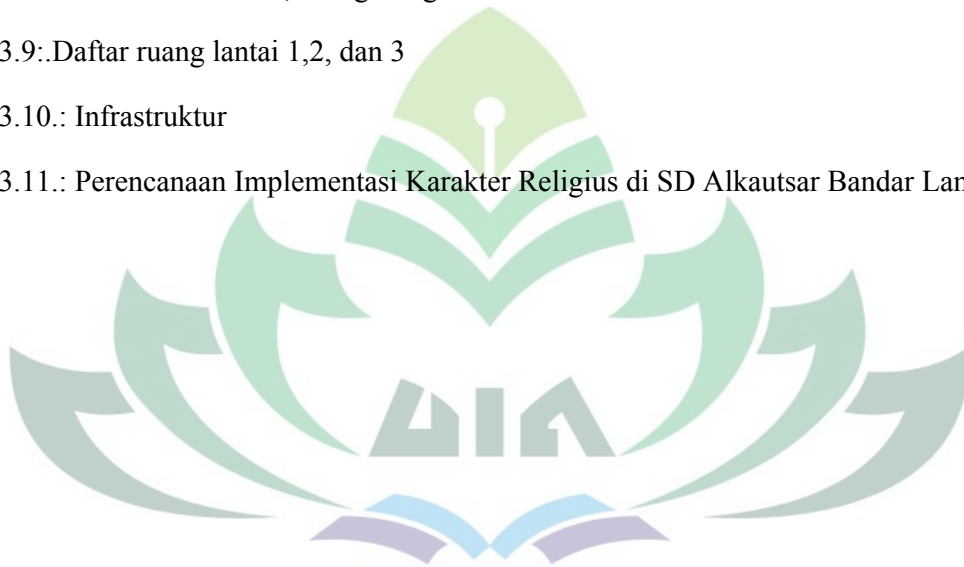 3.9:.Daftar ruang lantai 1,2, dan 3
3.10.: Infrastruktur
3.11.: Perencanaan Implementasi Karakter Religius di SD Alkautsar Bandar
UIN